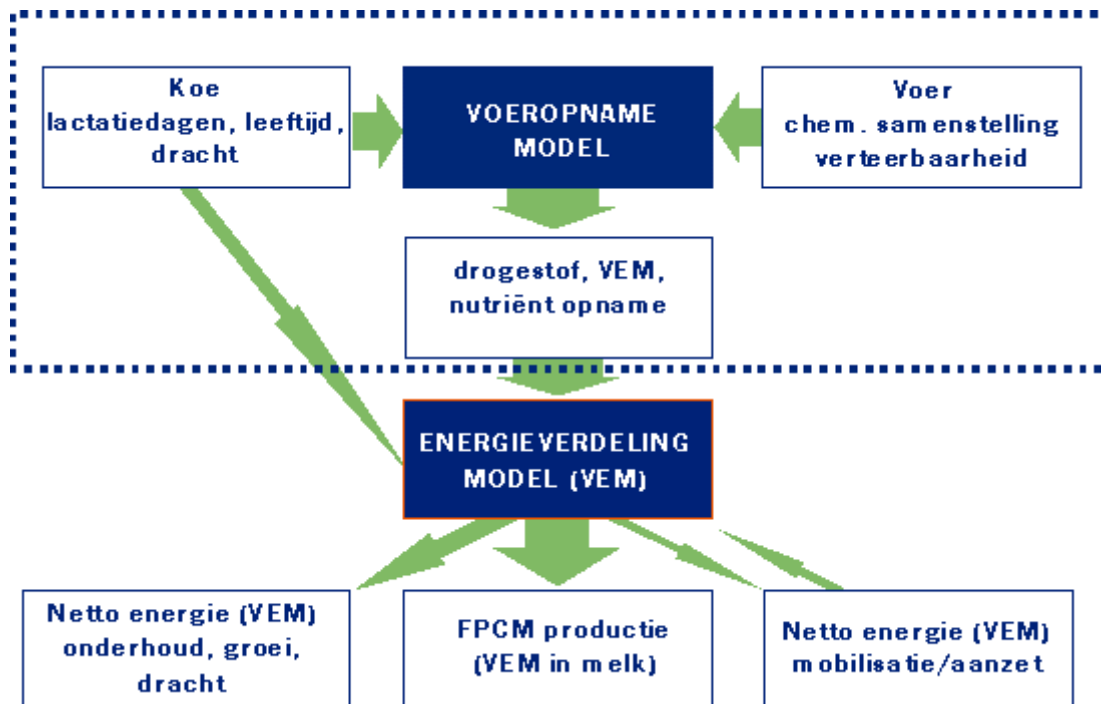 Koe
lactatiedagen, leeftijd,
dracht
VOEROPNAME
MODEL
Voer
chem. samenstelling
verteerbaarheid
drogestof, VEM,
nutriënt opname
ENERGIEVERDELING
MODEL (VEM)
Netto energie (VEM)
onderhoud, groei,
dracht
FPCM productie
(VEM in melk)
Netto energie (VEM)
mobilisatie/aanzet